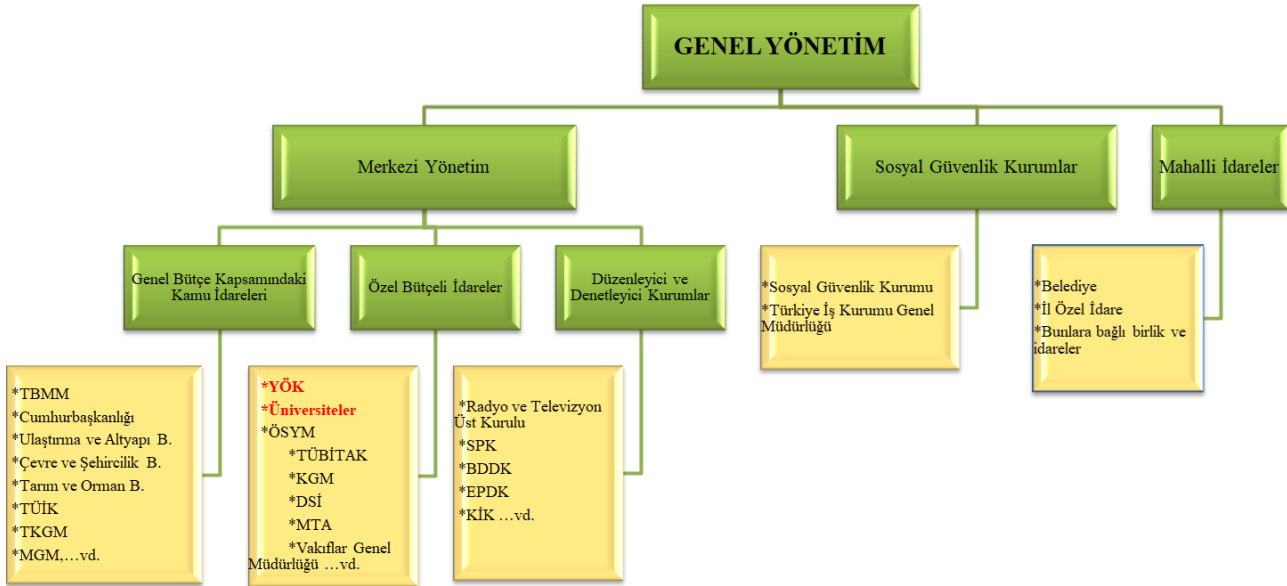 GENEL YÖNETİM
Merkezi Yönetim
Sosyal Güvenlik Kurumlar
Mahalli İdareler
Genel Bütçe Kapsamındaki
Kamu İdareleri
Özel Bütçeli İdareler
Düzenleyici ve
Denetleyici Kurumlar
*Sosyal Güvenlik Kurumu
*Türkiye İş Kurumu Genel
Müdürlüğü
*Belediye
*İl Özel İdare
*Bunlara bağlı birlik ve
idareler
*TBMM
*Cumhurbaşkanlığı
*Ulaştırma ve Altyapı B.
*Çevre ve Şehircilik B.
*Tarım ve Orman B.
*TÜİK
*TKGM
*MGM,…vd.
*YÖK
*Üniversiteler
*ÖSYM
*TÜBİTAK
*KGM
*DSİ
*MTA
*Vakıflar Genel
Müdürlüğü …vd.
*Radyo ve Televizyon
Üst Kurulu
*SPK
*BDDK
*EPDK
*KİK …vd.